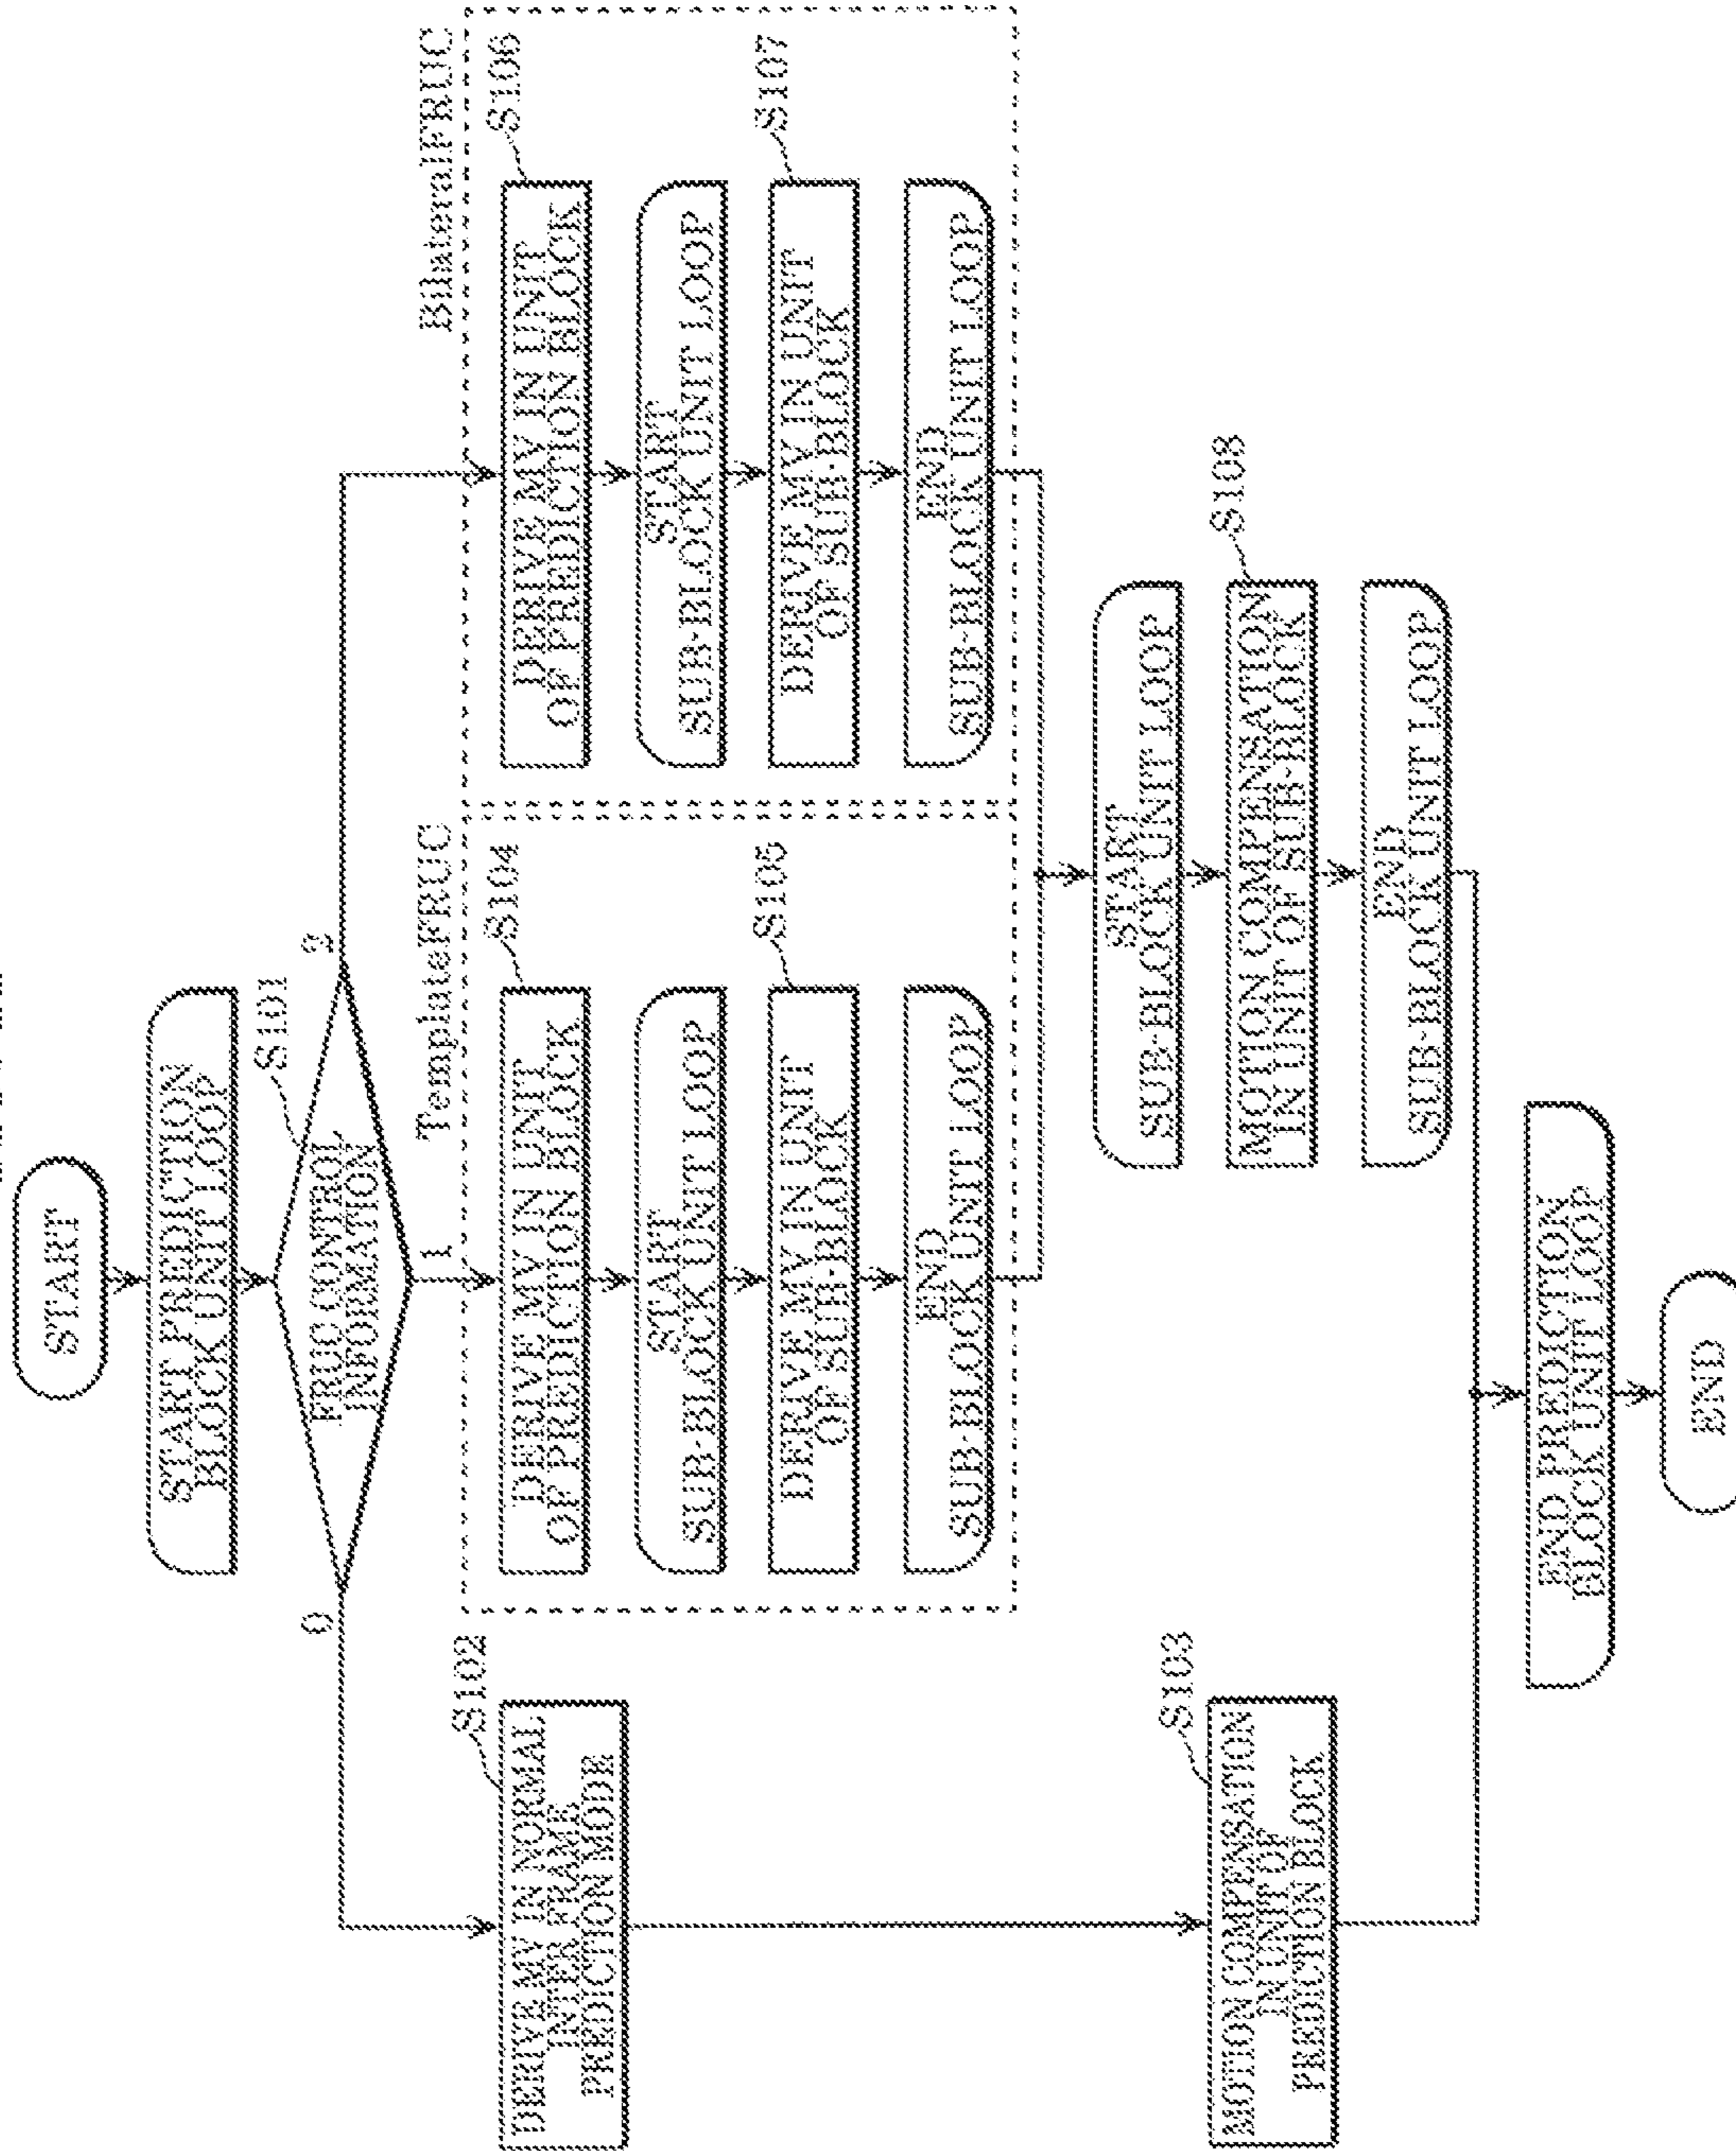 START
START PREDICTION
BLOCK UNIT LOOP
S101
FRUC CONTROL
INFORMATION
0
1
2
S102
DERIVE MV IN NORMAL
INTER FRAME
PREDICTION MODE
TemplateFRUC
S104
DERIVE MV IN UNIT
OF PREDICTION BLOCK
START
SUB-BLOCK UNIT LOOP
S105
DERIVE MV IN UNIT
OF SUB-BLOCK
END
SUB-BLOCK UNIT LOOP
BilateralFRUC
S106
DERIVE MV IN UNIT
OF PREDICTION BLOCK
START
SUB-BLOCK UNIT LOOP
S107
DERIVE MV IN UNIT
OF SUB-BLOCK
END
SUB-BLOCK UNIT LOOP
S103
MOTION COMPENSATION
IN UNIT OF
PREDICTION BLOCK
START
SUB-BLOCK UNIT LOOP
S108
MOTION COMPENSATION
IN UNIT OF SUB-BLOCK
END
SUB-BLOCK UNIT LOOP
END PREDICTION
BLOCK UNIT LOOP
END